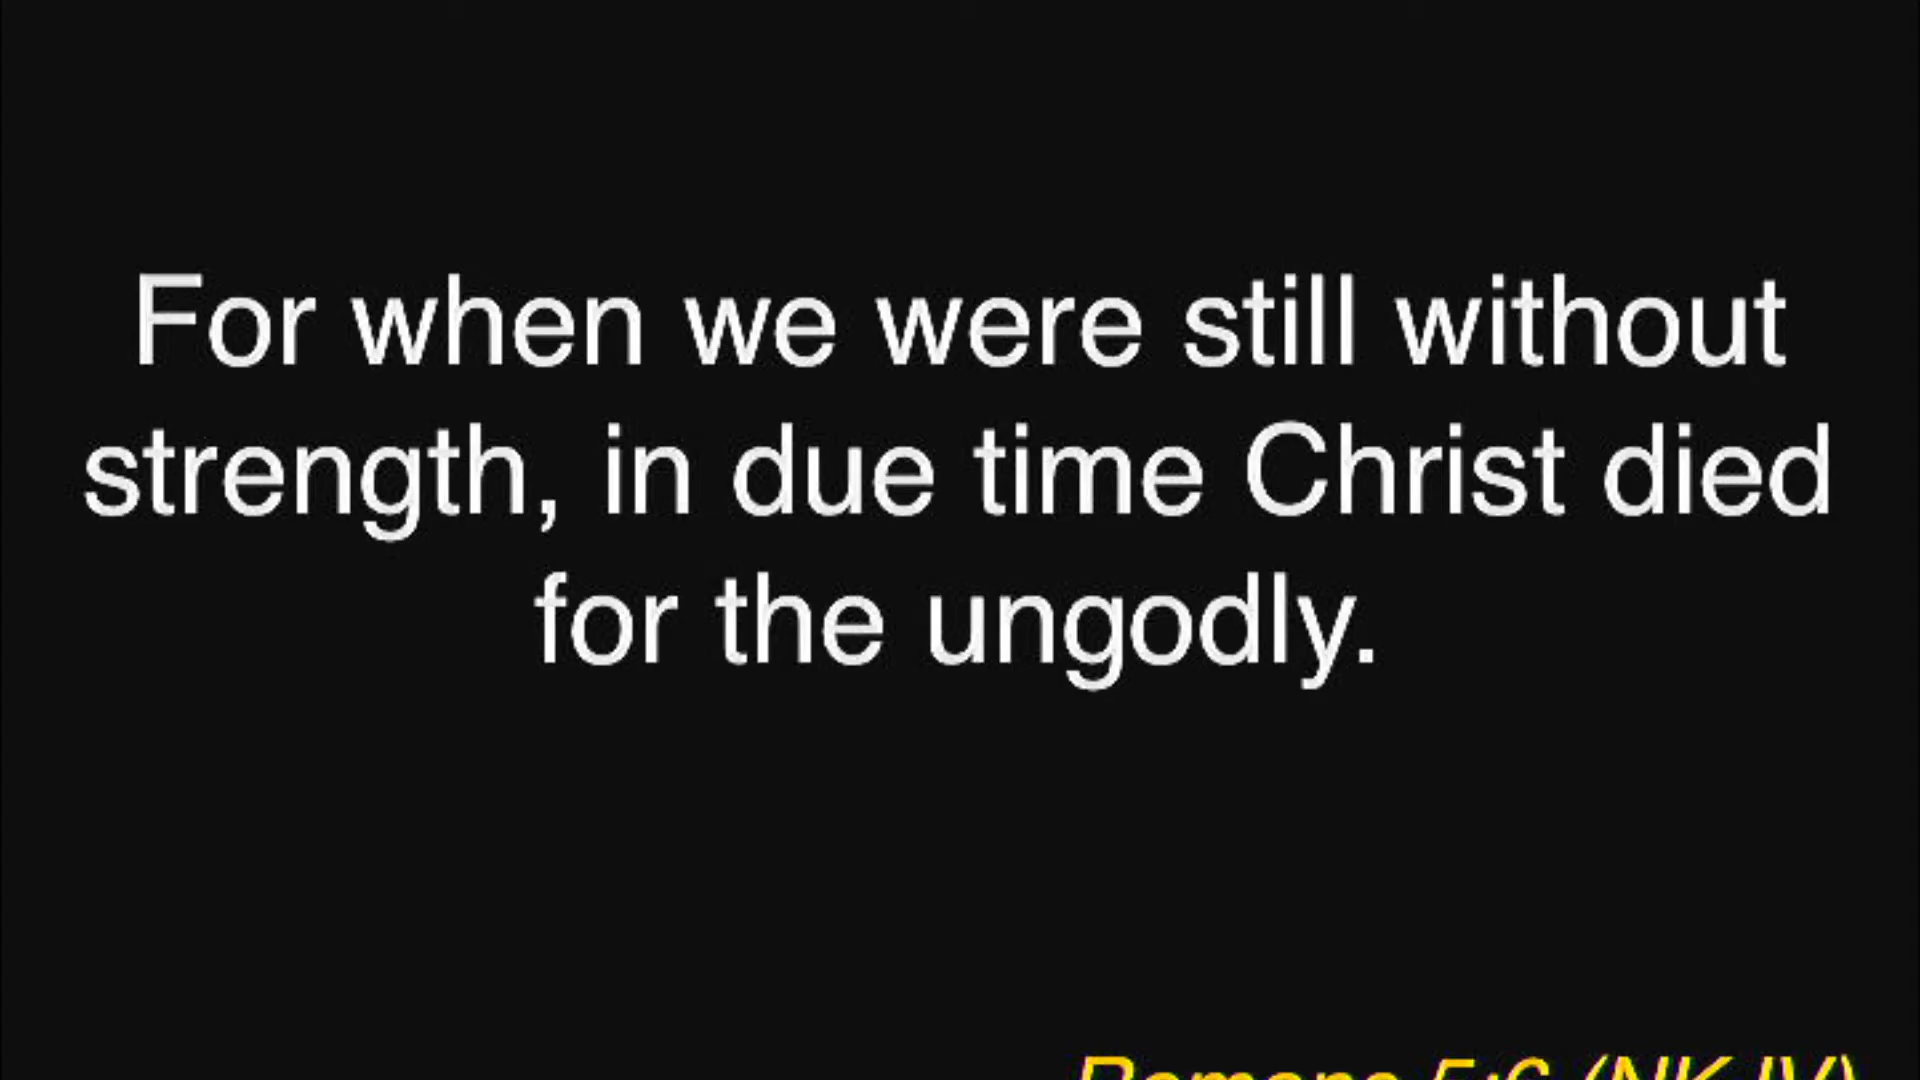 For when we were still without
strength, in due time Christ died
for the ungodly.
Romans 5:6 (NKJV)